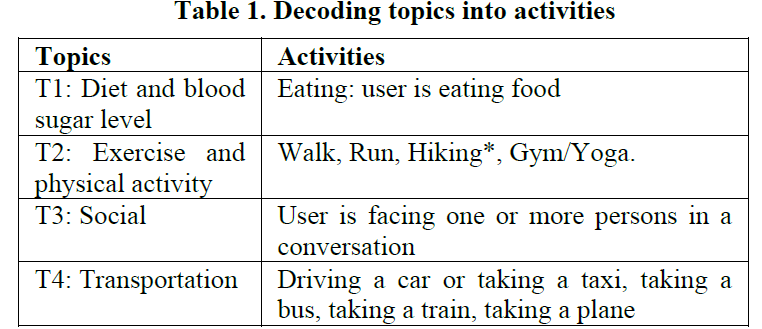 Table 1. Decoding topics into activities
Topics Activities
T1: Diet and blood sugar level Eating: user is eating food
T2: Exercise and physical activity Walk, Run, Hiking*, Gym/Yoga.
T3: Social User is facing one or more persons in a conversation
T4: Transportation Driving a car or taking a taxi, taking a bus, taking a train, taking a plane